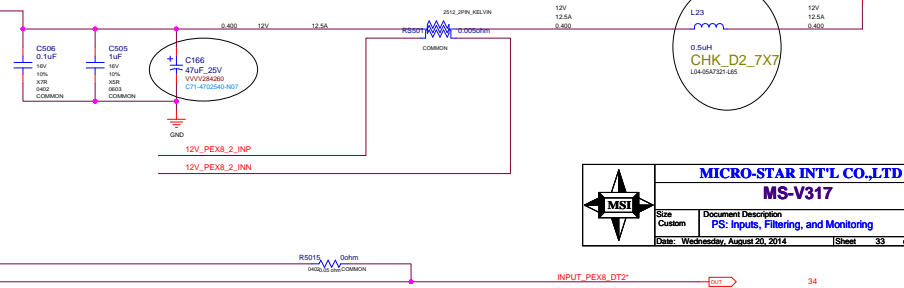 0.400 12V 12.5A
C506
0.1uF
16V
10%
X7R
0402
COMMON
C505
1uF
16V
10%
X5R
0603
COMMON
+
C166
47uF_25V
VVVV284260
C71-4702540-N07
GND
2512_2PIN_KELVIN
RS501 0.005ohm
COMMON
12V
12.5A
0.400
L23
0.5uH
CHK_D2_7X7
L04-05A7321-L65
12V
12.5A
0.400
12V_PEX8_2_INP
12V_PEX8_2_INN
MSI
MICRO-STAR INT'L CO.,LTD
MS-V317
Size
Custom
Document Description
PS: Inputs, Filtering, and Monitoring
Date: Wednesday, August 20, 2014 Sheet 33
R5015 0ohm
0402 0.05 ohm COMMON
INPUT_PEX8_DT2* OUT 34